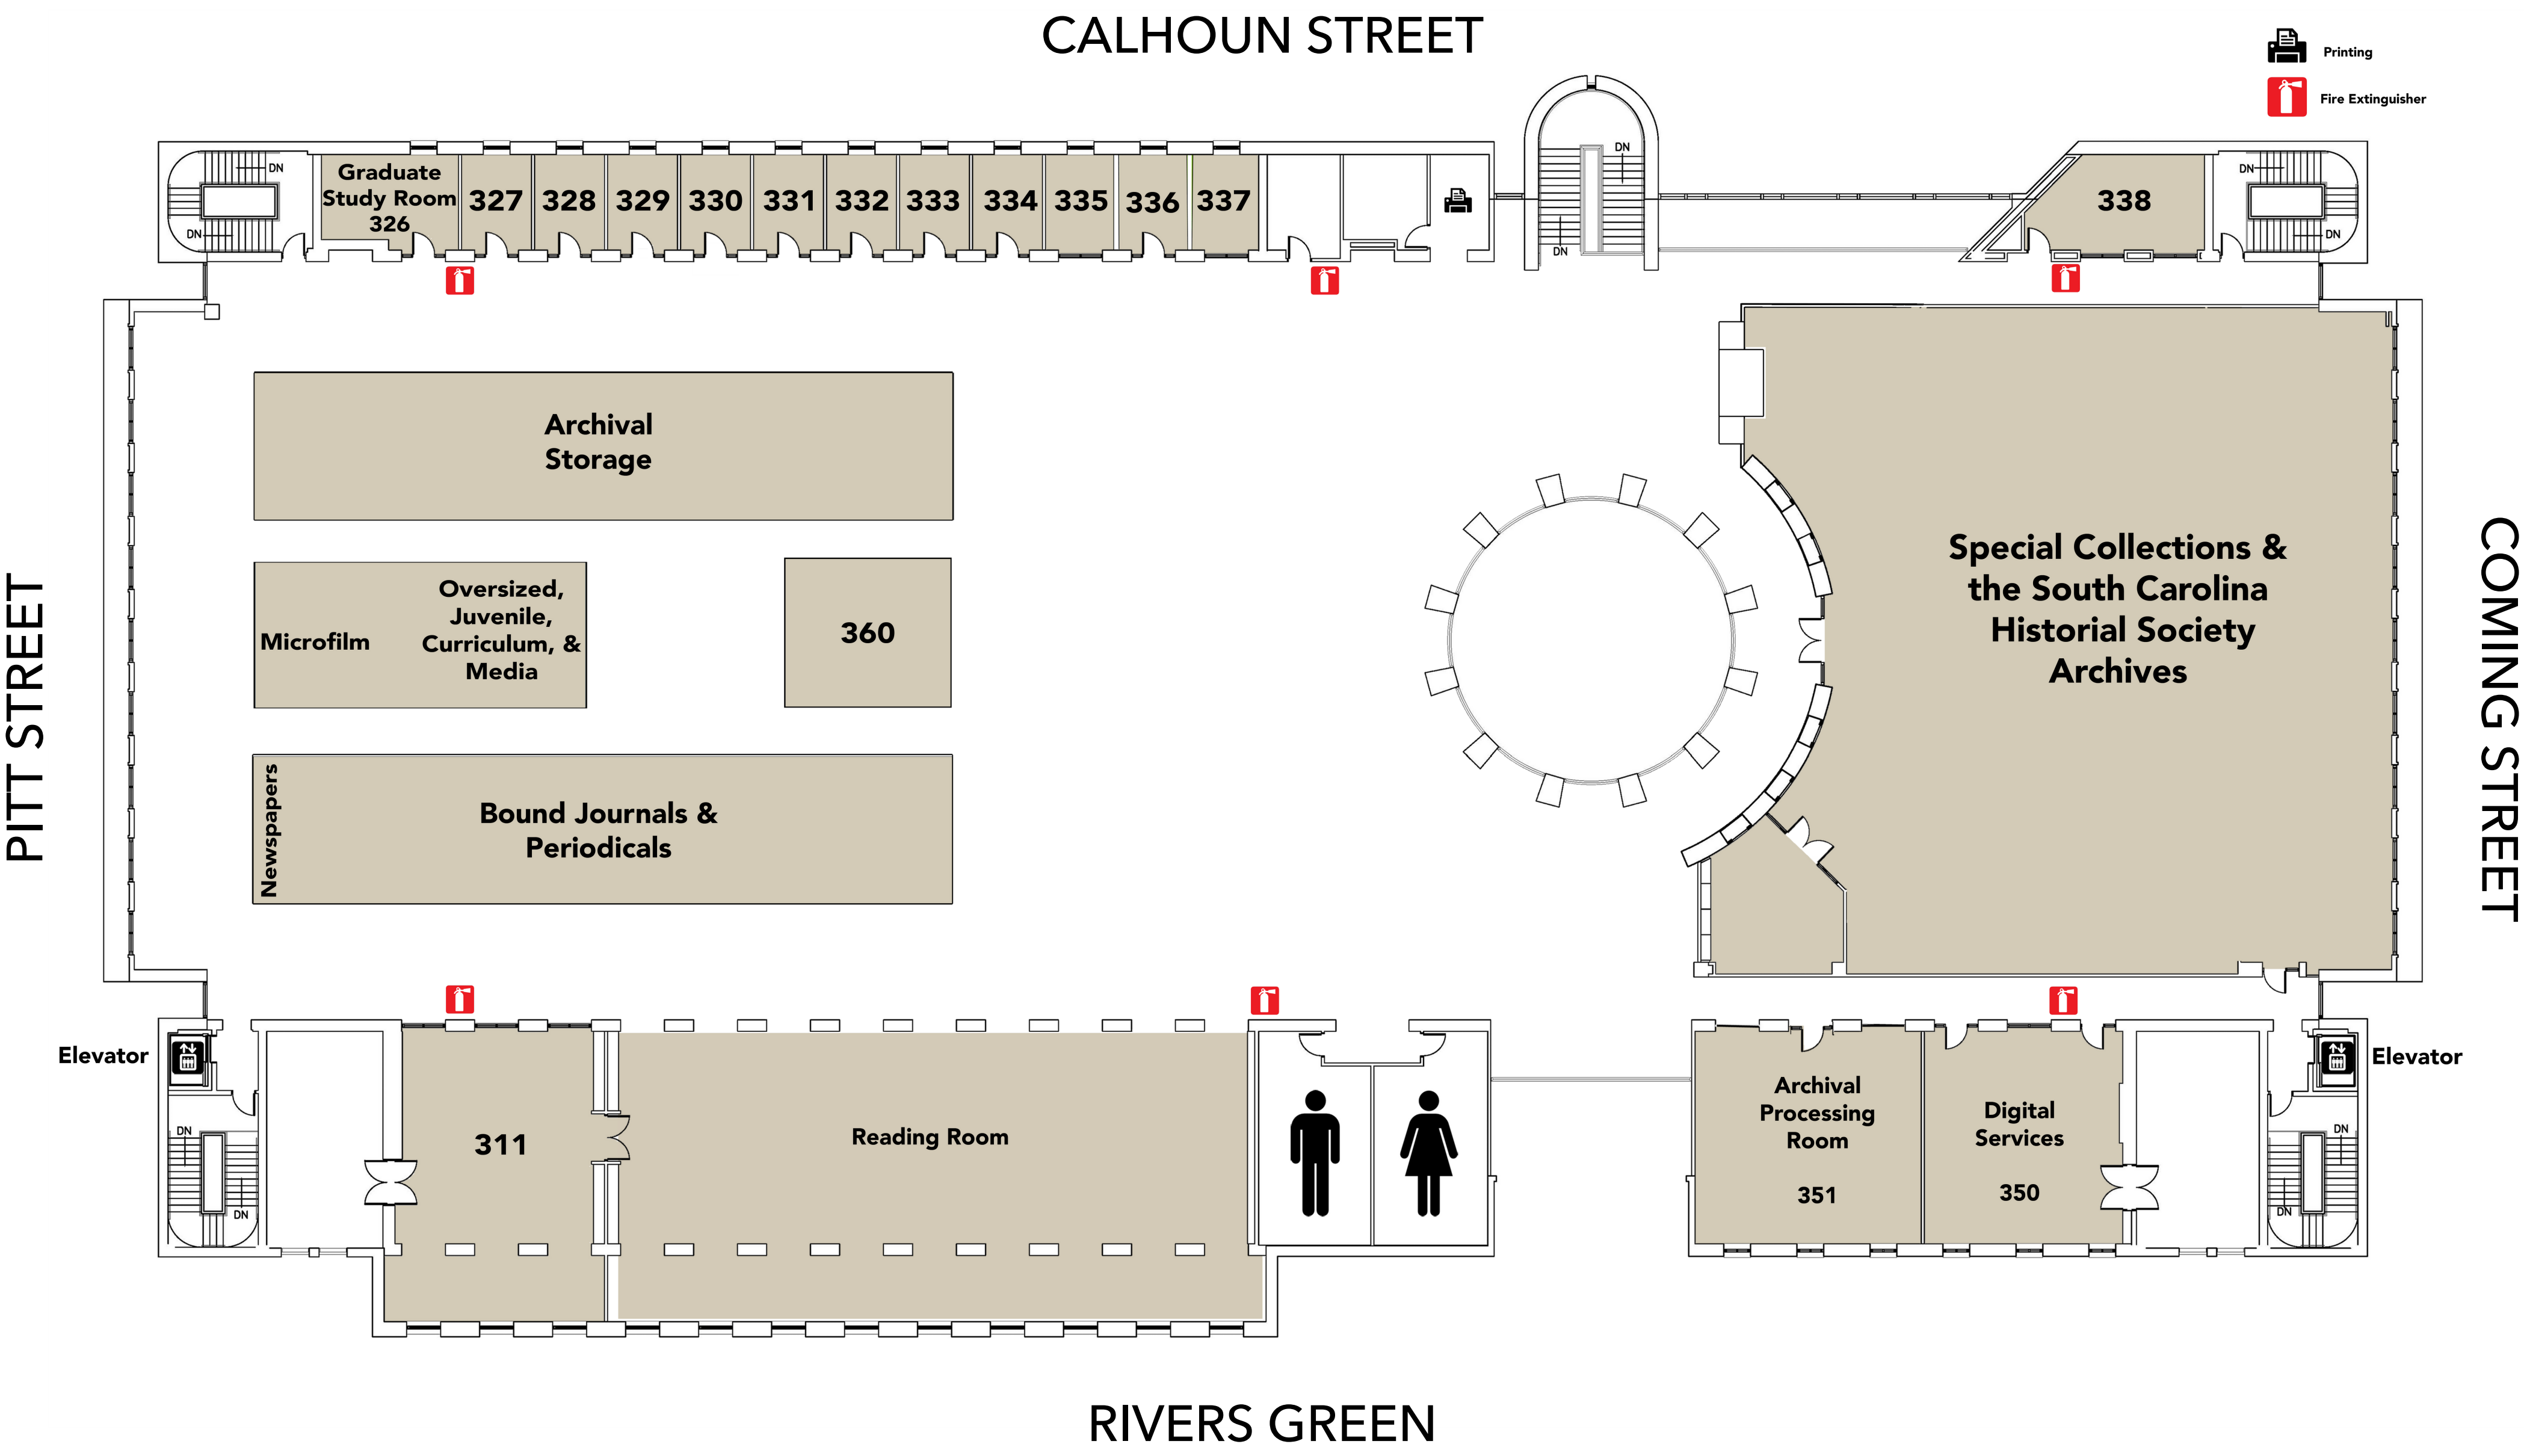 CALHOUN STREET
Printing
Fire Extinguisher
DN
DN
Graduate
Study Room
326
327
328
329
330
331
332
333
334
335
336
337
DN
DN
338
DN
DN
Archival
Storage
Microfilm
Oversized,
Juvenile,
Curriculum, &
Media
360
Newspapers
Bound Journals &
Periodicals
Special Collections &
the South Carolina
Historial Society
Archives
PITT STREET
COMING STREET
Elevator
DN
DN
311
Reading Room
Archival
Processing
Room
351
Digital
Services
350
Elevator
DN
DN
RIVERS GREEN